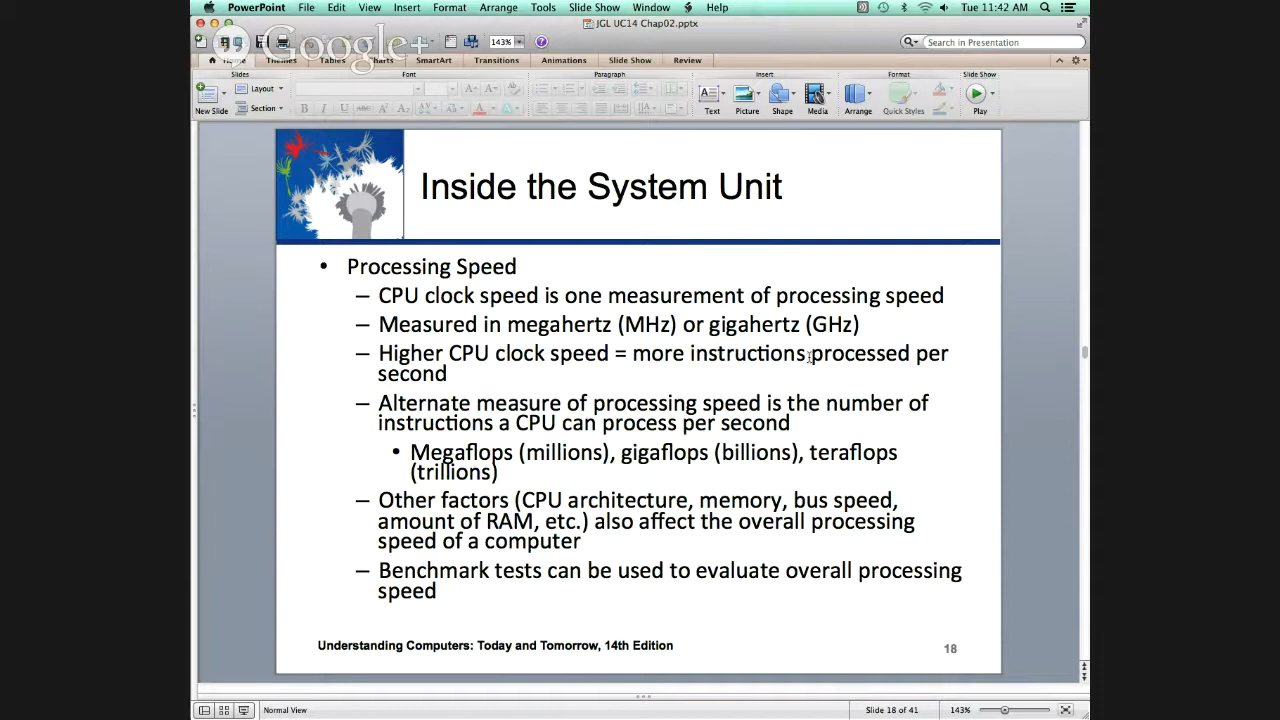 PowerPoint File Edit View Insert Format Arrange Tools Slide Show Window Help Tue 11:42 AM
JGL UC14 Chap02.pptx
Google+
143% Search in Presentation
Home Themes Tables Charts SmartArt Transitions Animations Slide Show Review
Slides Font Paragraph Insert Format Slide Show
Layout
New Slide Section Text Picture Shape Media Arrange Quick Styles Play
Inside the System Unit
• Processing Speed
– CPU clock speed is one measurement of processing speed
– Measured in megahertz (MHz) or gigahertz (GHz)
– Higher CPU clock speed = more instructions processed per
second
– Alternate measure of processing speed is the number of
instructions a CPU can process per second
• Megaflops (millions), gigaflops (billions), teraflops
(trillions)
– Other factors (CPU architecture, memory, bus speed,
amount of RAM, etc.) also affect the overall processing
speed of a computer
– Benchmark tests can be used to evaluate overall processing
speed
Understanding Computers: Today and Tomorrow, 14th Edition 18
Normal View Slide 18 of 41 143%